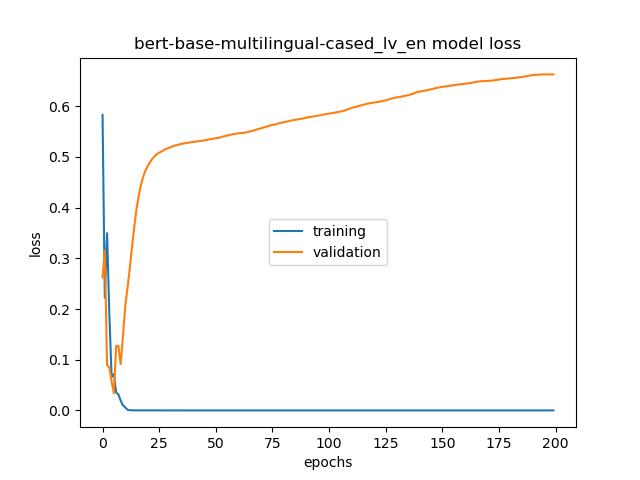 bert-base-multilingual-cased_lv_en model loss
0.6
0.5
0.4
0.3
0.2
0.1
0.0
loss
training
validation
0 25 50 75 100 125 150 175 200
epochs